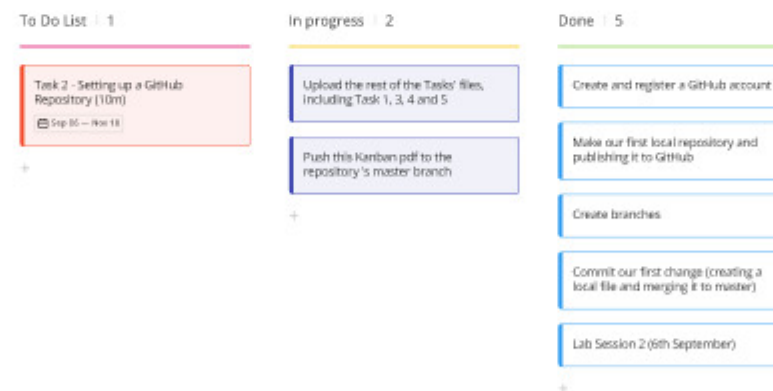 To Do List 1
Task 2 - Setting up a GitHub
Repository (10m)
Sep 06 — Nov 18
In progress 2
Upload the rest of the Tasks' files,
including Task 1, 3, 4 and 5
Push this Kanban pdf to the
repository's master branch
Done 5
Create and register a GitHub account
Make our first local repository and
publishing it to GitHub
Create branches
Commit our first change (creating a
local file and merging it to master)
Lab Session 2 (6th September)